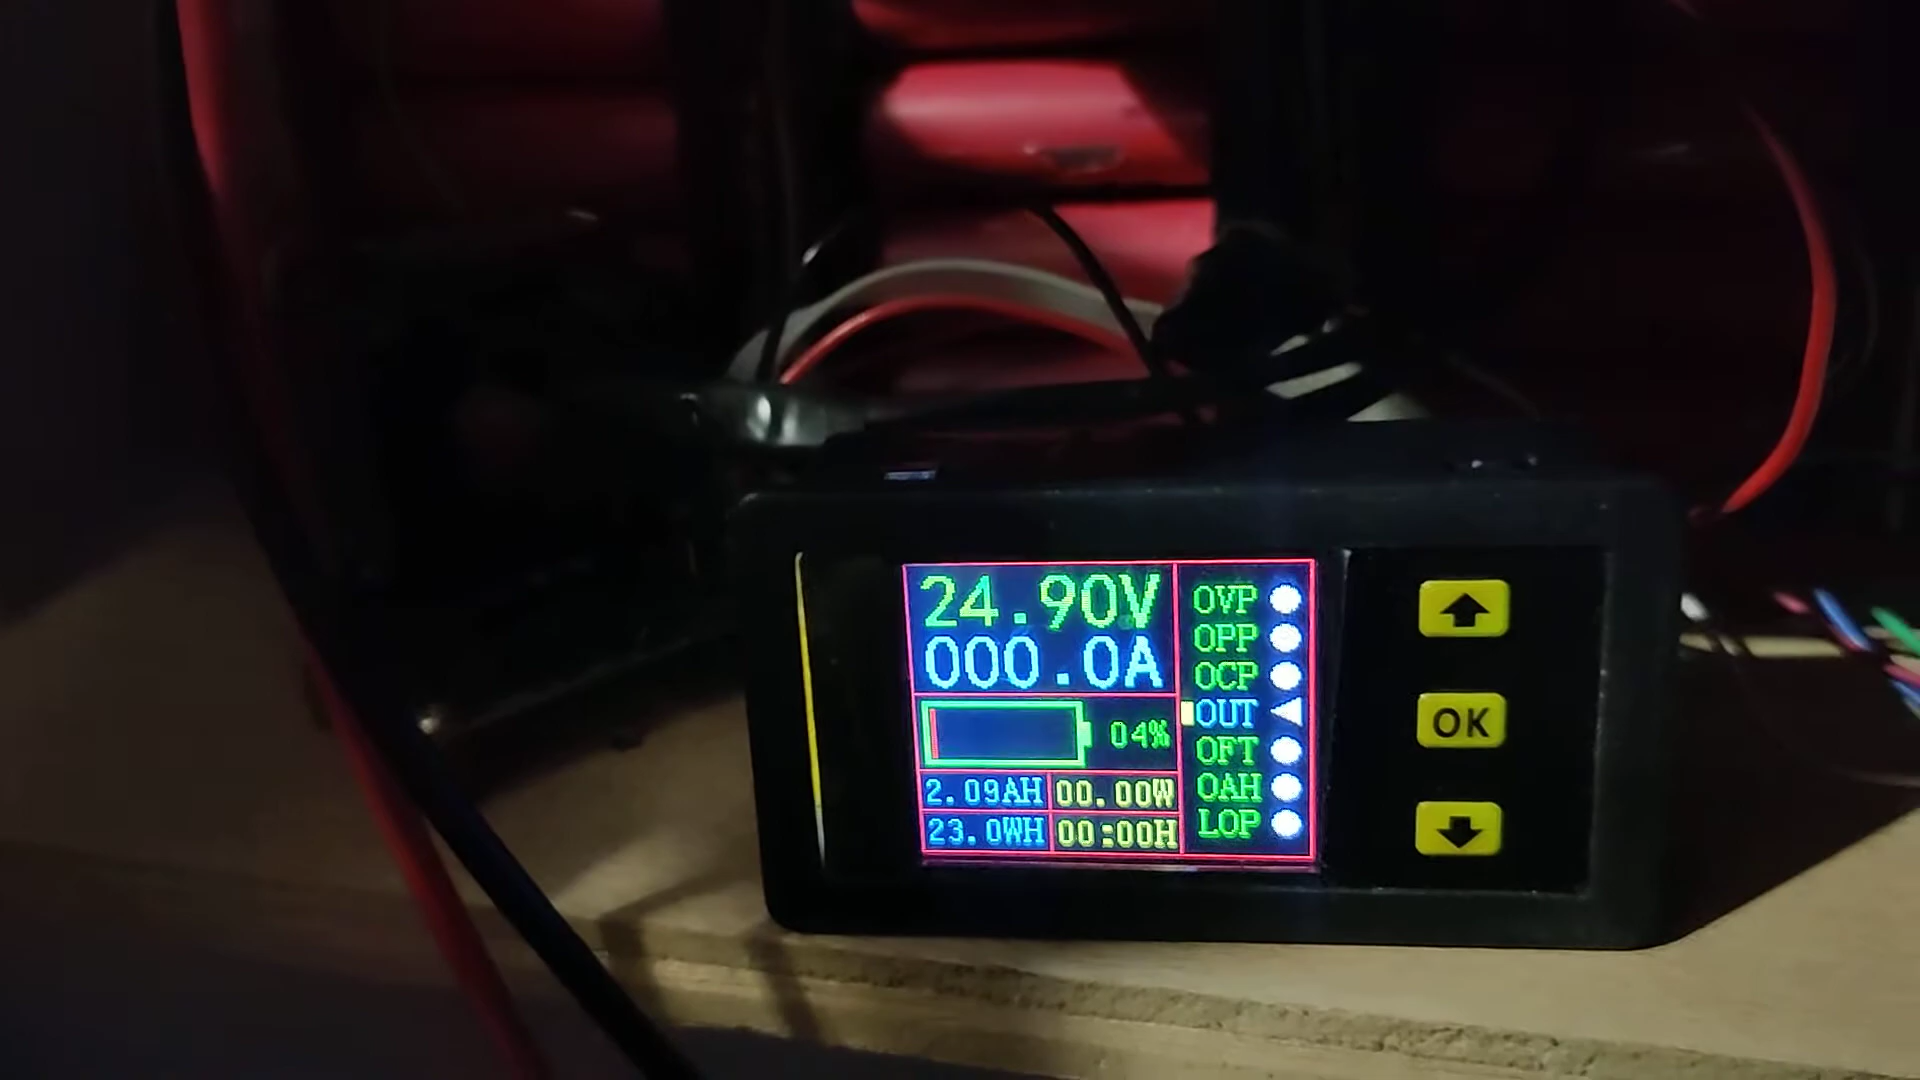 24.90V
000.0A
04%
2.09AH 00.00W
23.0WH 00:00H
OVP
OPP
OCP
OUT
OFT
OAH
LOP
OK